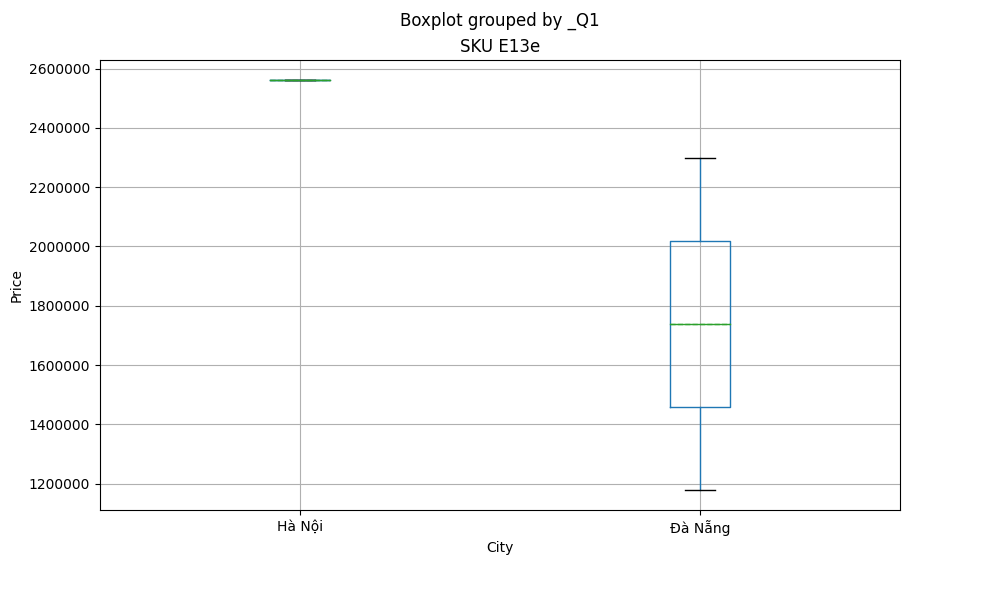 Boxplot grouped by _Q1
SKU E13e
2600000
2400000
2200000
2000000
1800000
1600000
1400000
1200000
Price
Hà Nội
Đà Nẵng
City